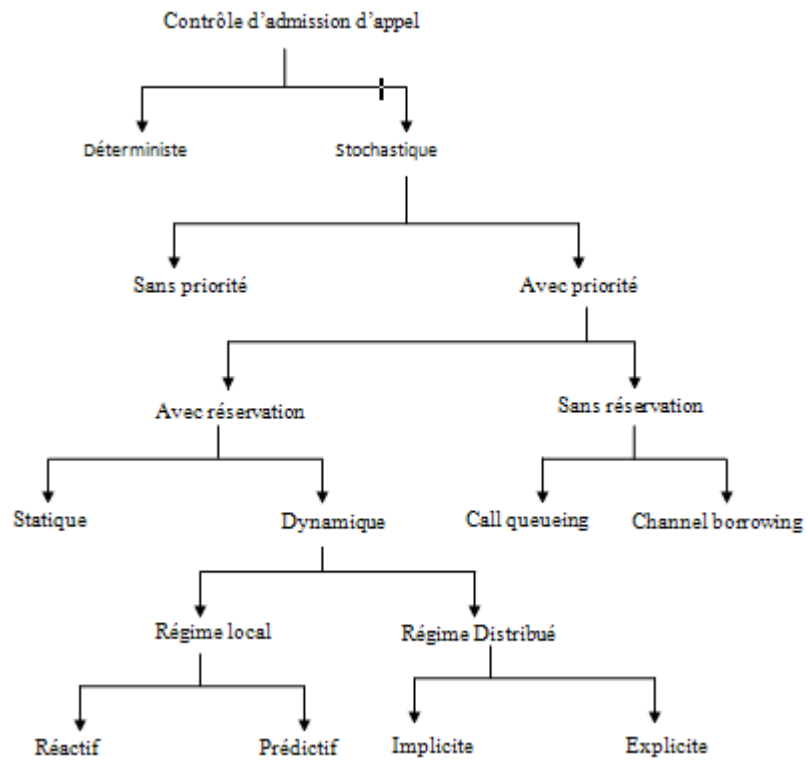 Contrôle d'admission d'appel
Déterministe
Stochastique
Sans priorité
Avec priorité
Avec réservation
Sans réservation
Statique
Dynamique
Call queueing
Channel borrowing
Régime local
Régime Distribué
Réactif
Prédictif
Implicite
Explicite